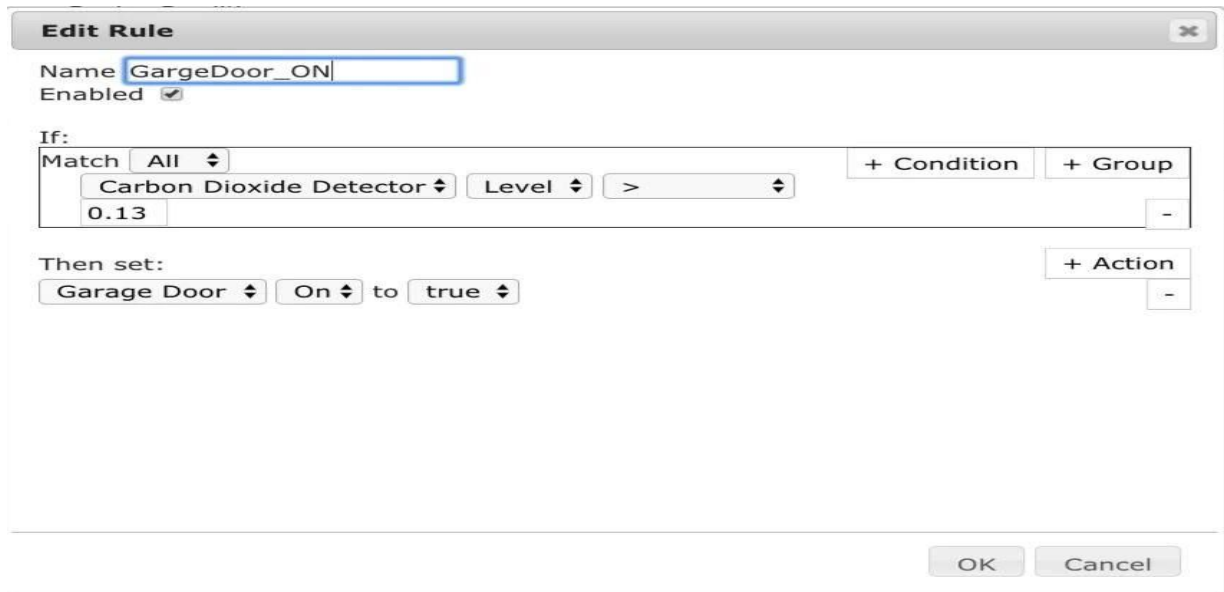 Edit Rule
Name GargeDoor_ON
Enabled
If:
Match All + Condition + Group
Carbon Dioxide Detector Level >
0.13 -
Then set: + Action
Garage Door On to true -
OK Cancel